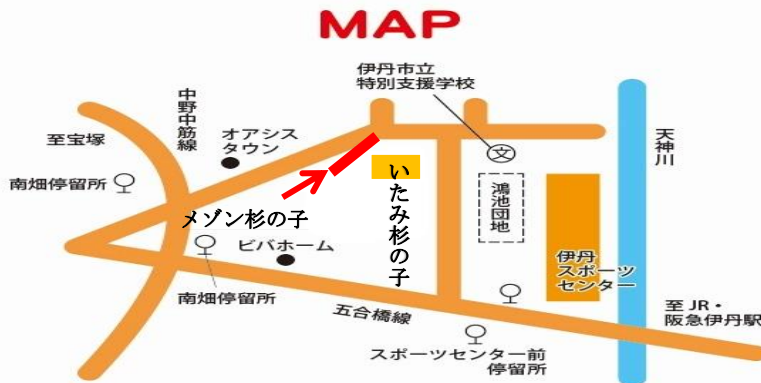 MAP
伊丹市立
特別支援学校
中野中筋線
至宝塚
オアシス
タウン
文
天神川
南畑停留所
いたみ杉の子
鴻池団地
メゾン杉の子
ビバホーム
伊丹
スポーツ
センター
南畑停留所
五合橋線
至JR・
阪急伊丹駅
スポーツセンター前
停留所